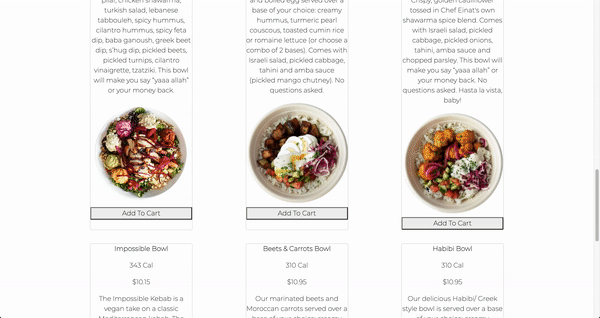 pilaf, chicken shawarma,
turkish salad, lebanese
tabbouleh, spicy hummus,
cilantro hummus, spicy feta
dip, baba ganoush, greek beet
dip, s'hug dip, pickled beets,
pickled turnips, cilantro
vinaigrette, tzatziki. This bowl
will make you say "yaaa allah"
or your money back.
Add To Cart
and boiled egg served over a
base of your choice: creamy
hummus, turmeric pearl
couscous, toasted cumin rice
or romaine lettuce (or choose a
combo of 2 bases). Comes with
Israeli salad, pickled cabbage,
tahini and amba sauce
(pickled mango chutney). No
questions asked.
Add To Cart
Crispy, golden cauliflower
tossed in Chef Einat's own
shawarma spice blend. Comes
with Israeli salad, pickled
cabbage, pickled onions,
tahini, amba sauce and
chopped parsley. This bowl will
make you say "yaaa allah" or
your money back. No
questions asked. Hasta la vista,
baby!
Add To Cart
Impossible Bowl
343 Cal
$10.15
The Impossible Kebab is a
vegan take on a classic
Beets & Carrots Bowl
310 Cal
$10.95
Our marinated beets and
Moroccan carrots served over a
Habibi Bowl
310 Cal
$10.95
Our delicious Habibi/ Greek
style bowl is served over a base